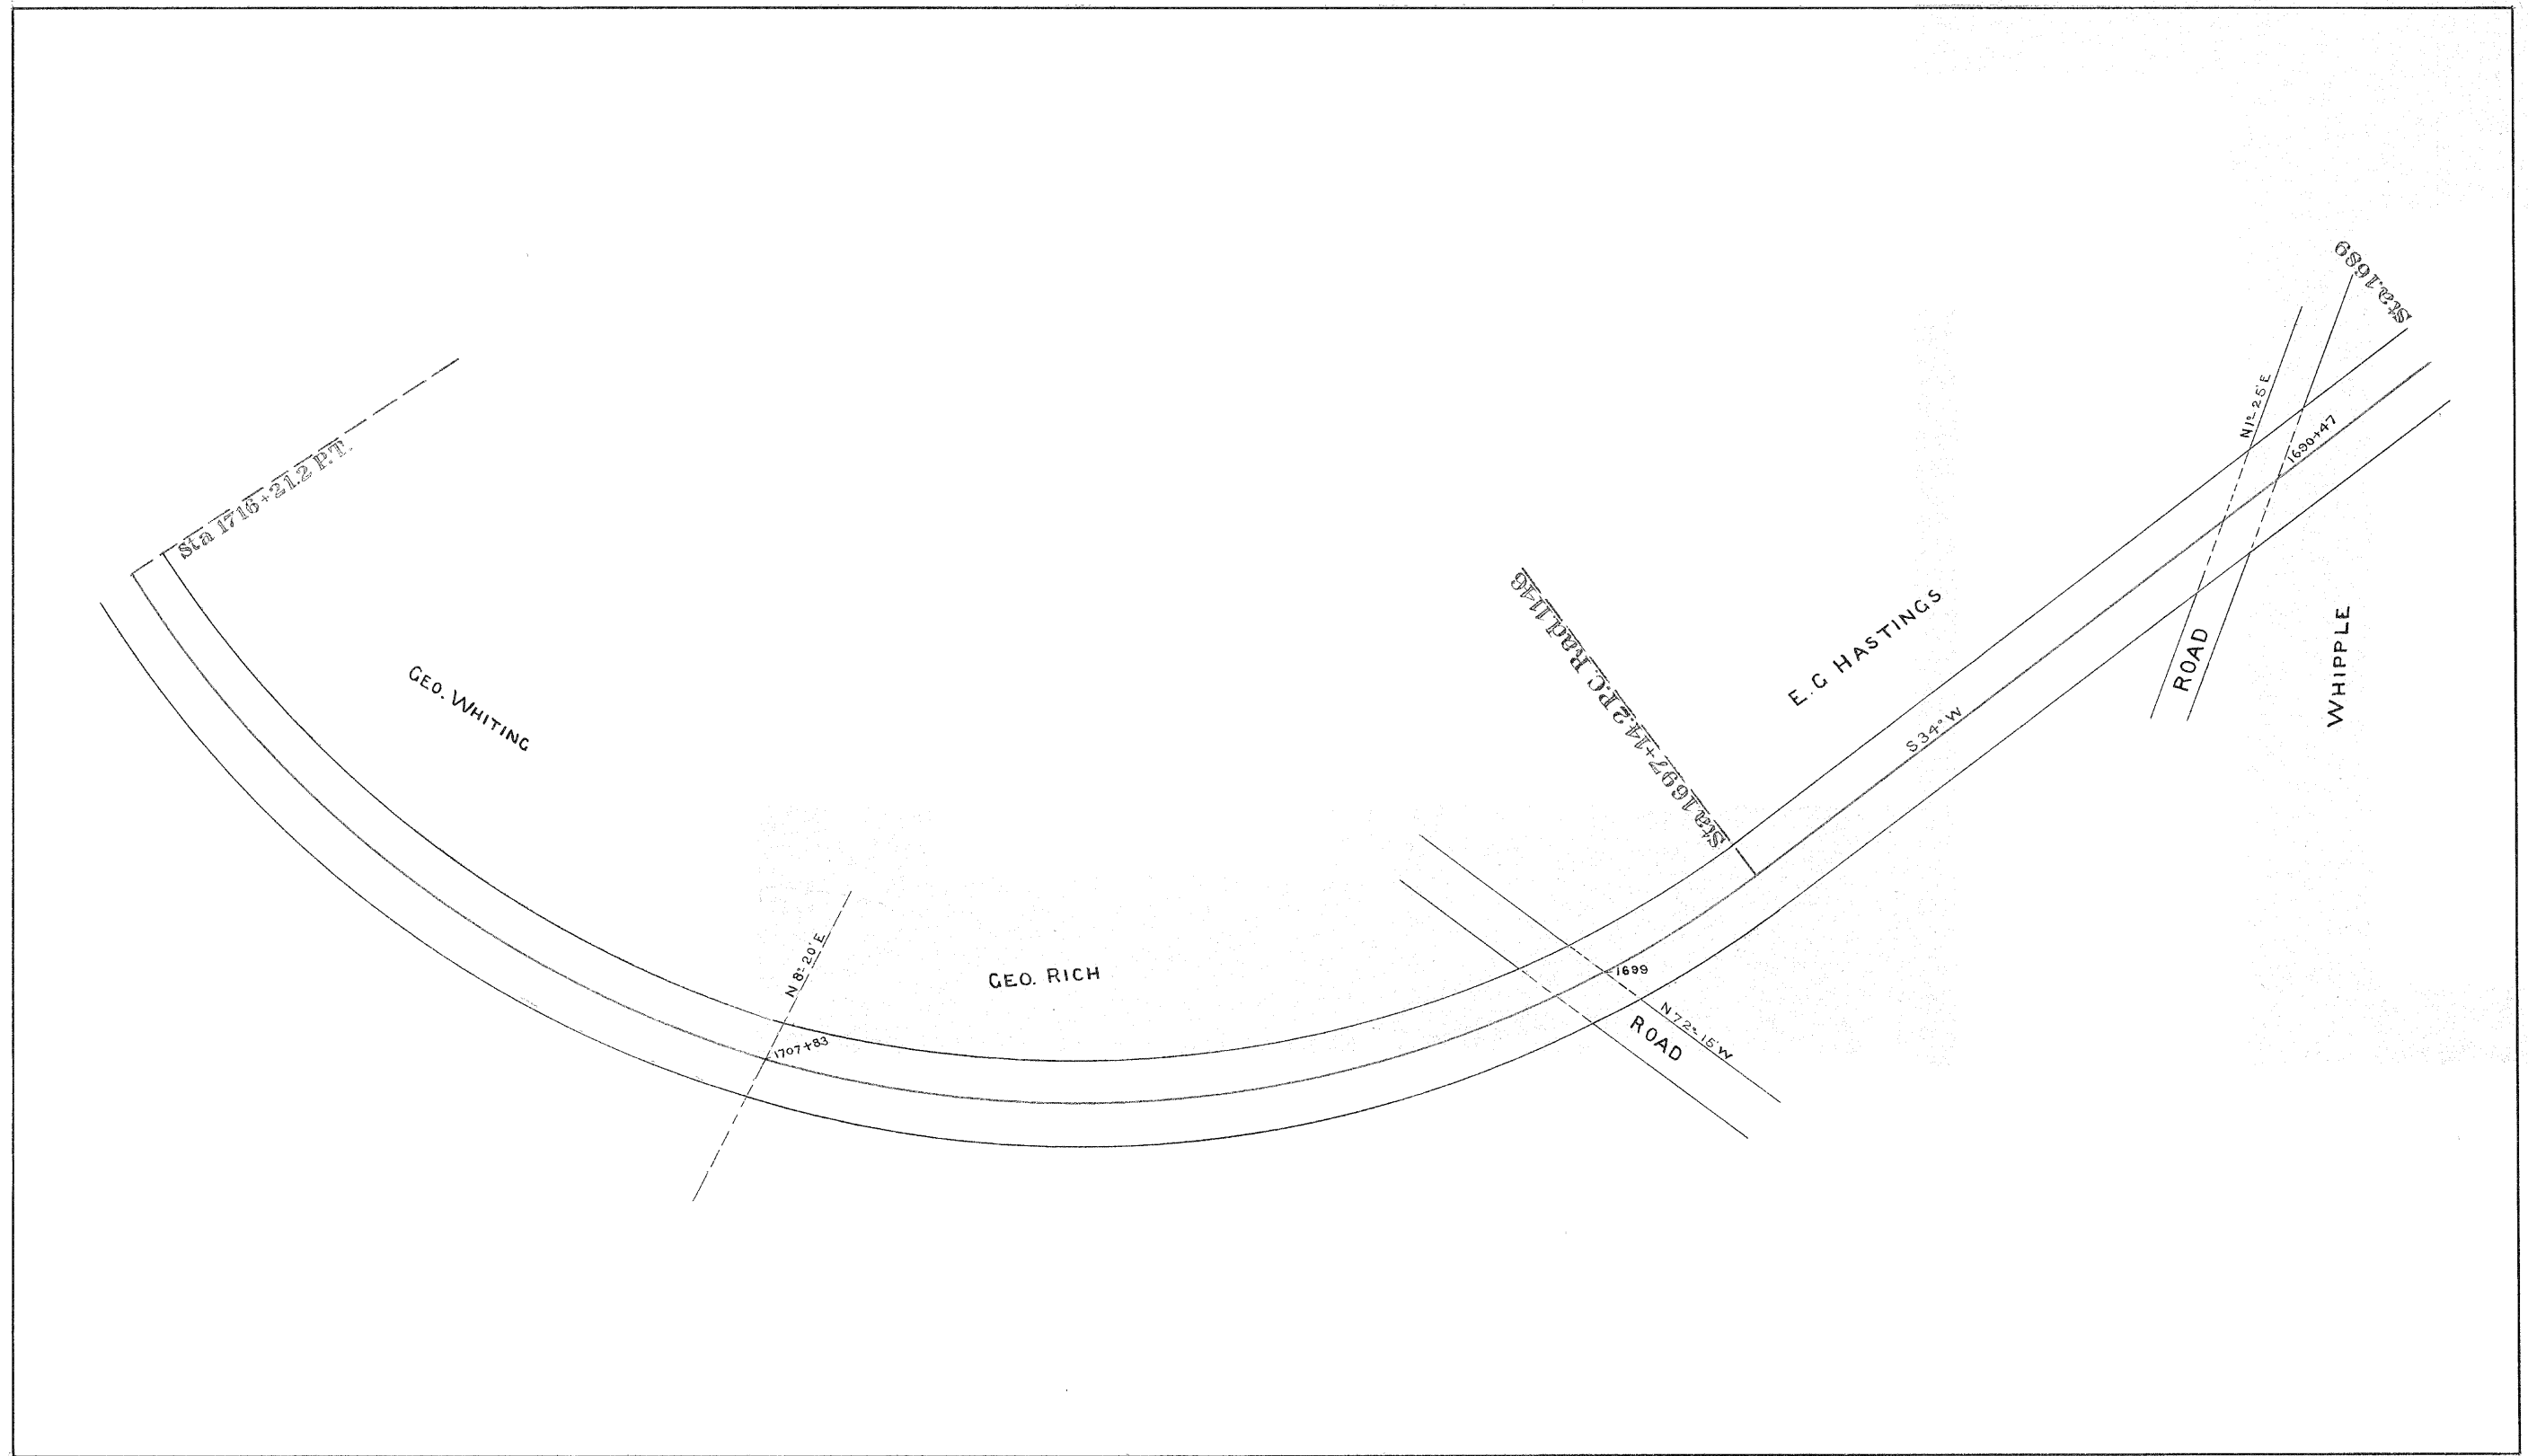 Sta.1689
N1°-25'E
1690+47
Sta 1716+21.2 P.T.
Sta.1697+14.2 P.C. Rad.1146
E.G HASTINGS
WHIPPLE
ROAD
GEO. WHITING
S 34° W
N 8°-20'E
GEO. RICH
1699
N 72°-15'W
ROAD
1707+83